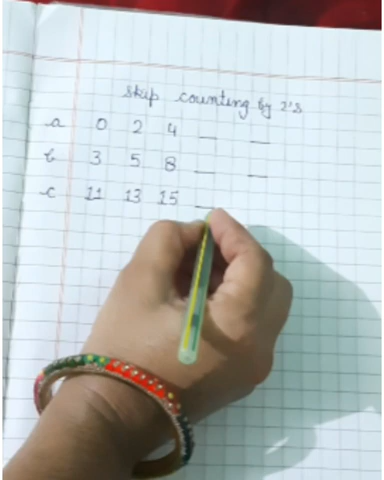 skip counting by 2's
a 0 2 4 __ __
b 3 5 8 __ __
c 11 13 15 __